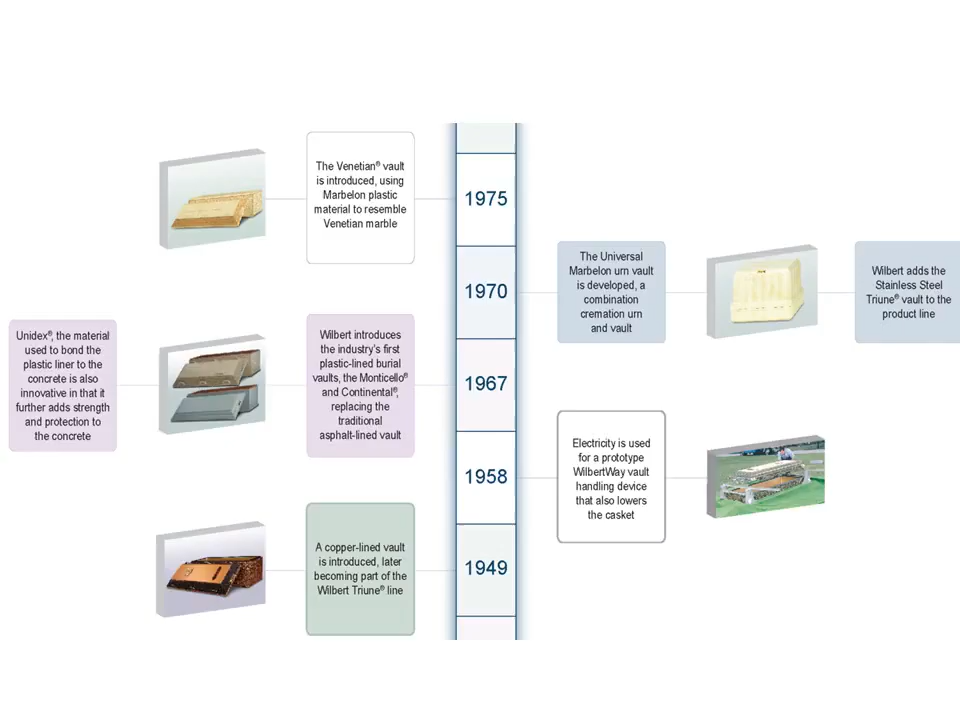 The Venetian® vault
is introduced, using
Marbelon plastic
material to resemble
Venetian marble
1975
The Universal
Marbelon urn vault
is developed, a
combination
cremation urn
and vault
Wilbert adds the
Stainless Steel
Triune® vault to the
product line
1970
Unidex®, the material
used to bond the
plastic liner to the
concrete is also
innovative in that it
further adds strength
and protection to
the concrete
Wilbert introduces
the industry's first
plastic-lined burial
vaults, the Monticello®
and Continental®,
replacing the
traditional
asphalt-lined vault
1967
1958
Electricity is used
for a prototype
WilbertWay vault
handling device
that also lowers
the casket
A copper-lined vault
is introduced, later
becoming part of the
Wilbert Triune® line
1949